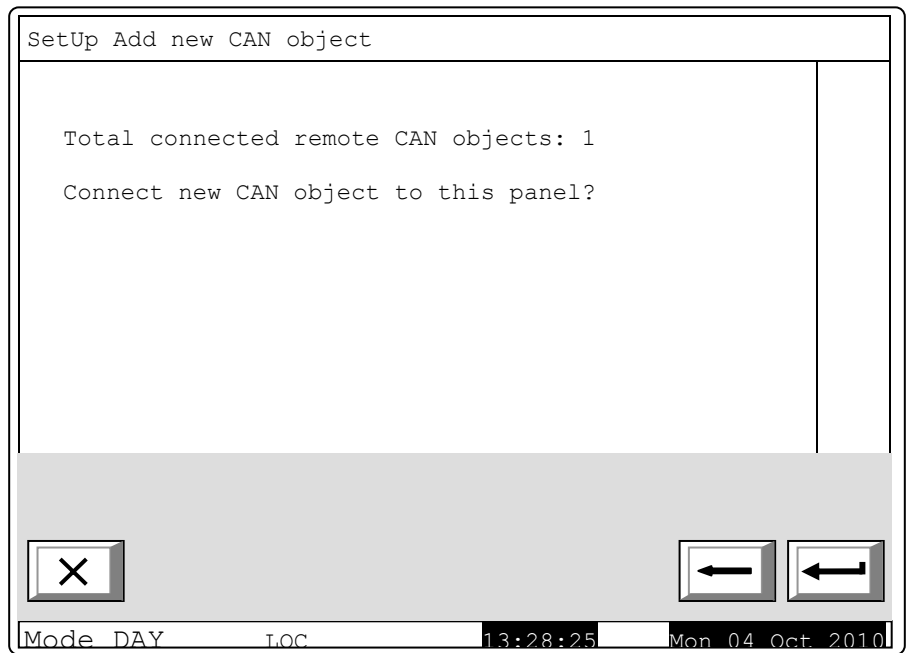 SetUp Add new CAN object
Total connected remote CAN objects: 1
Connect new CAN object to this panel?
Mode DAY LOC 13:28:25 Mon 04 Oct 2010